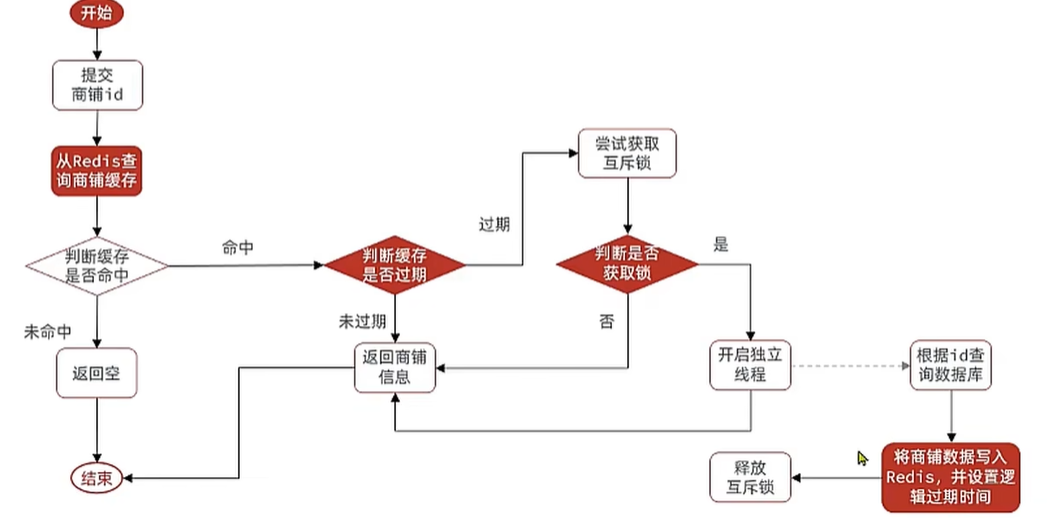 开始
提交
商铺id
从Redis查
询商铺缓存
判断缓存
是否命中
命中
未命中
返回空
结束
判断缓存
是否过期
过期
未过期
返回商铺
信息
尝试获取
互斥锁
判断是否
获取锁
是
否
开启独立
线程
根据id查
询数据库
将商铺数据写入
Redis，并设置逻
辑过期时间
释放
互斥锁